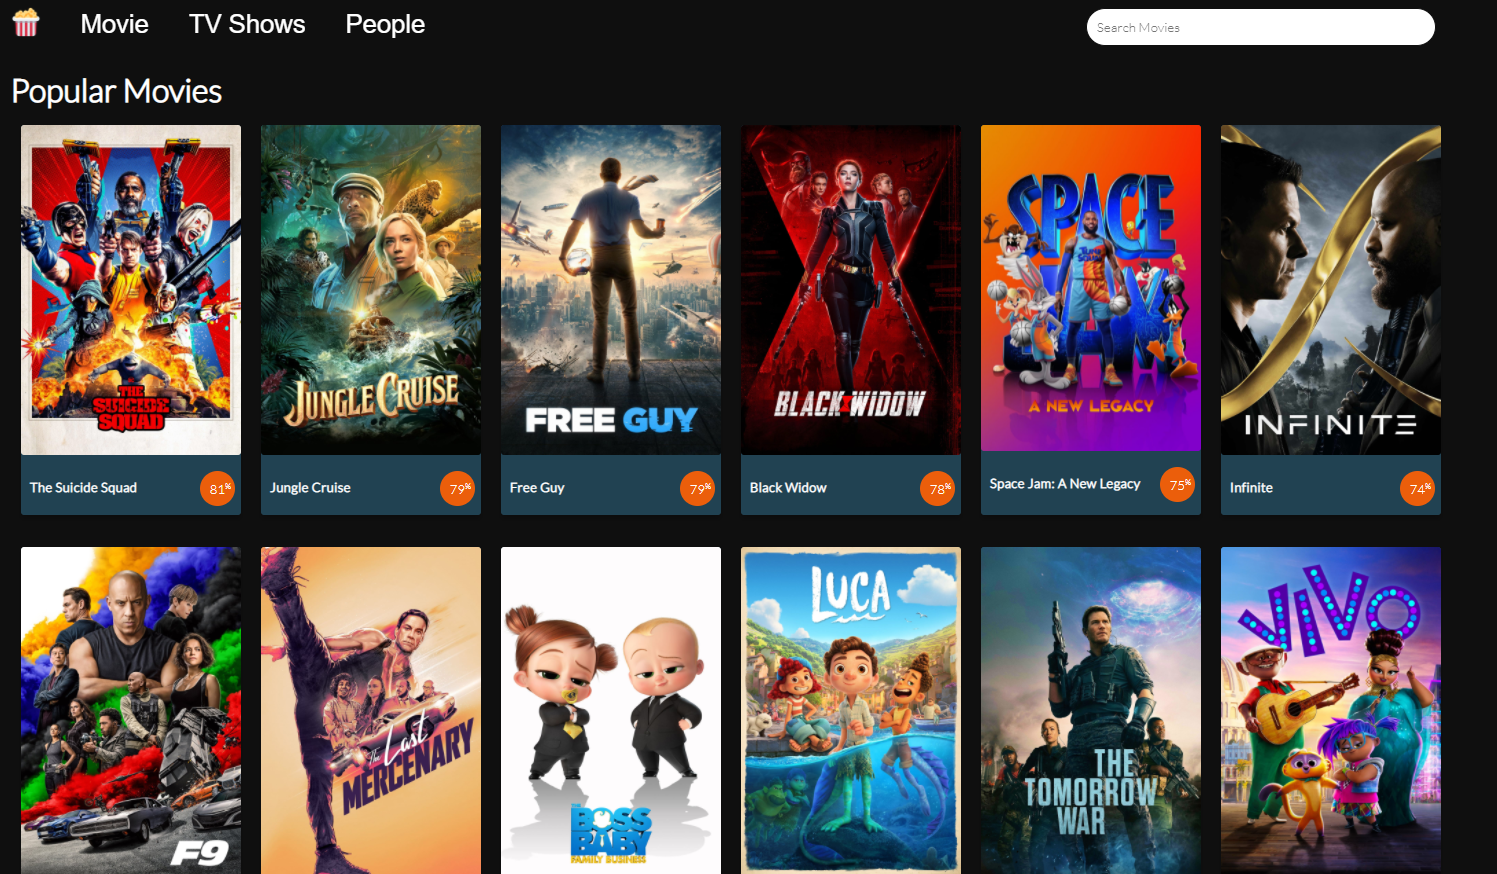 Movie TV Shows People
Search Movies
Popular Movies
THE
SUICIDE
SQUAD
JUNGLE CRUISE
FREE GUY
BLACK WIDOW
SPACE
JAM
A NEW LEGACY
INFINITE
The Suicide Squad 81%
Jungle Cruise 79%
Free Guy 79%
Black Widow 78%
Space Jam: A New Legacy 75%
Infinite 74%
F9
The Last
MERCENARY
THE
BOSS
BABY
FAMILY BUSINESS
LUCA
THE
TOMORROW
WAR
VIVO